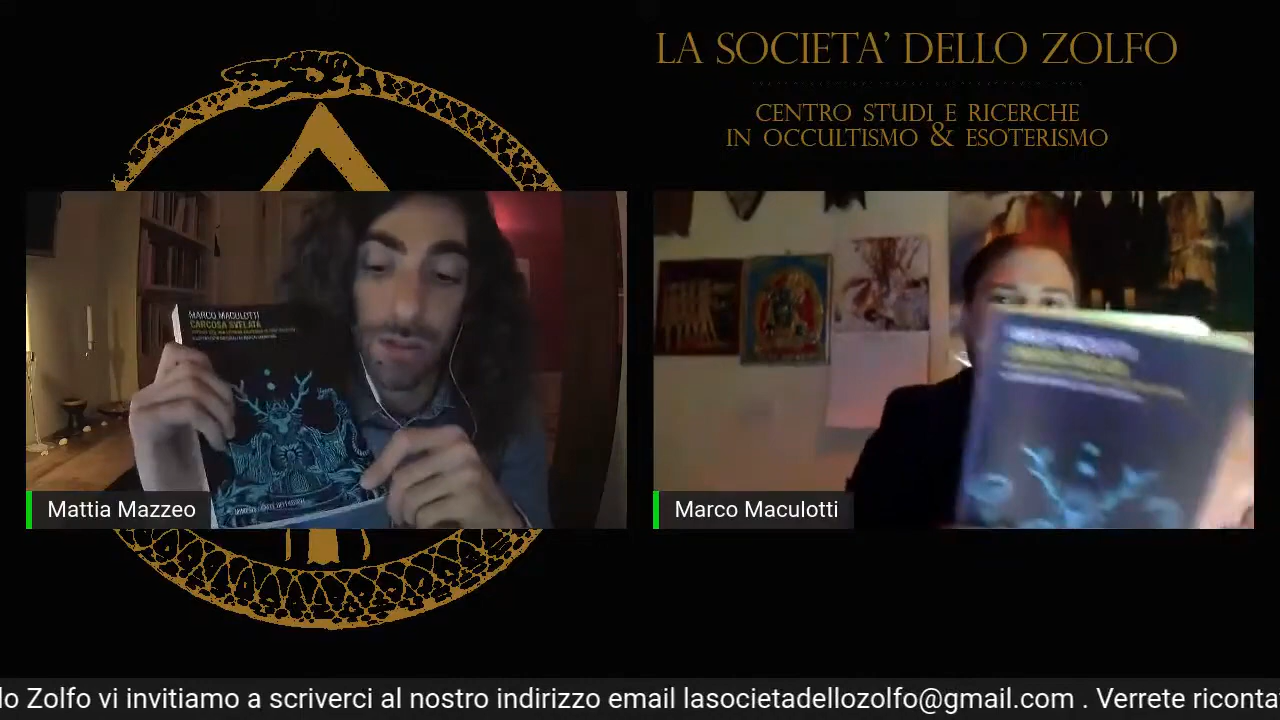 LA SOCIETA' DELLO ZOLFO
CENTRO STUDI E RICERCHE
IN OCCULTISMO & ESOTERISMO
MARCO MACULOTTI
CARCOSA SVELATA
Mattia Mazzeo
Marco Maculotti
lo Zolfo vi invitiamo a scriverci al nostro indirizzo email lasocietadellozolfo@gmail.com . Verrete riconta